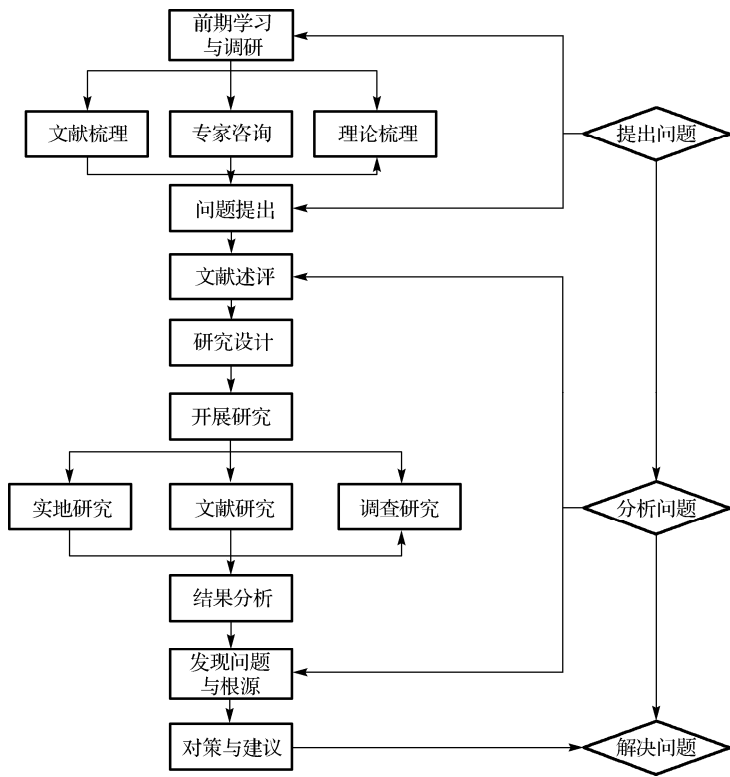 前期学习
与调研
文献梳理
专家咨询
理论梳理
提出问题
问题提出
文献述评
研究设计
开展研究
实地研究
文献研究
调查研究
分析问题
结果分析
发现问题
与根源
对策与建议
解决问题